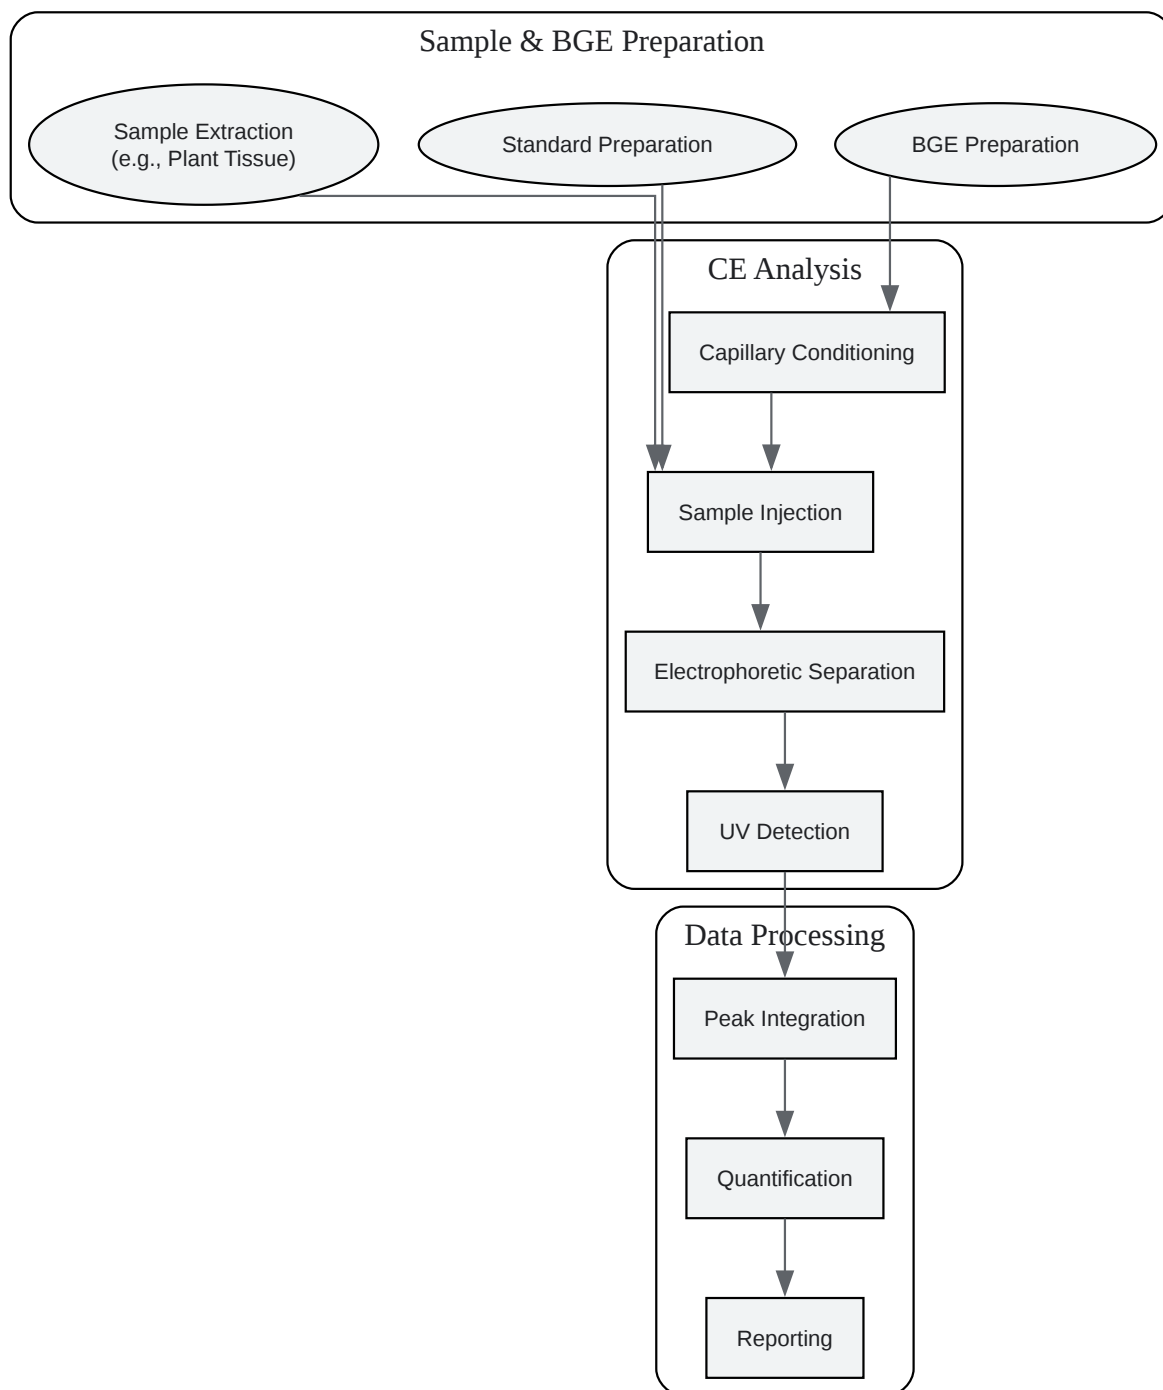 Sample & BGE Preparation
Sample Extraction
(e.g., Plant Tissue)
Standard Preparation
BGE Preparation
CE Analysis
Capillary Conditioning
Sample Injection
Electrophoretic Separation
UV Detection
Data Processing
Peak Integration
Quantification
Reporting